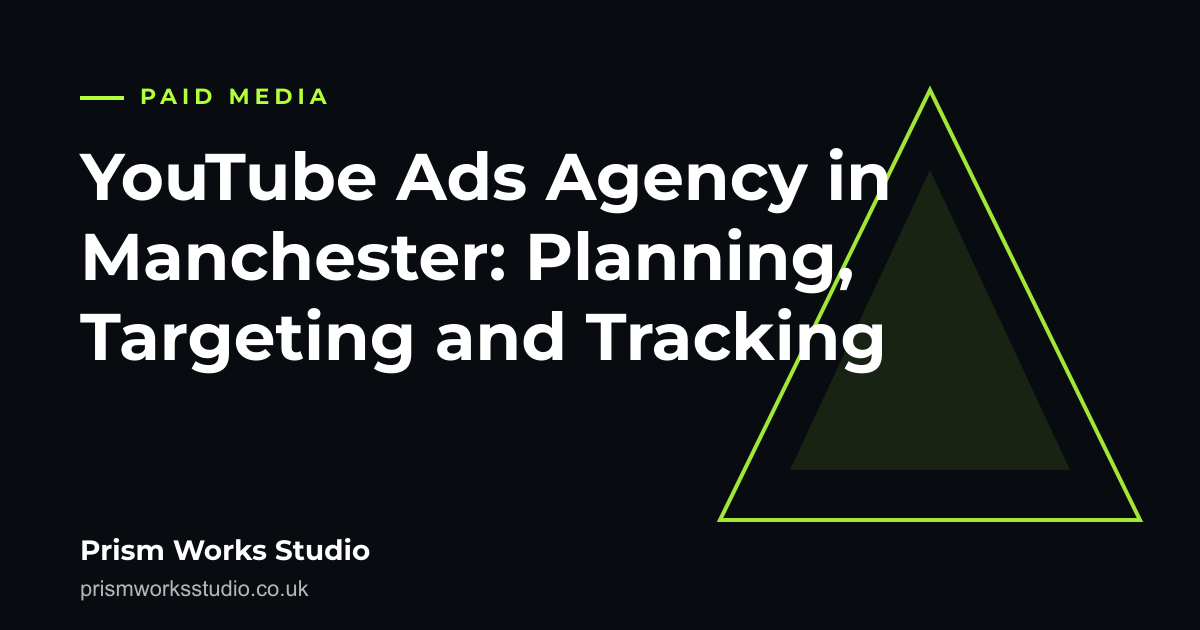 PAID MEDIA
YouTube Ads Agency in
Manchester: Planning,
Targeting and Tracking
Prism Works Studio
prismworksstudio.co.uk